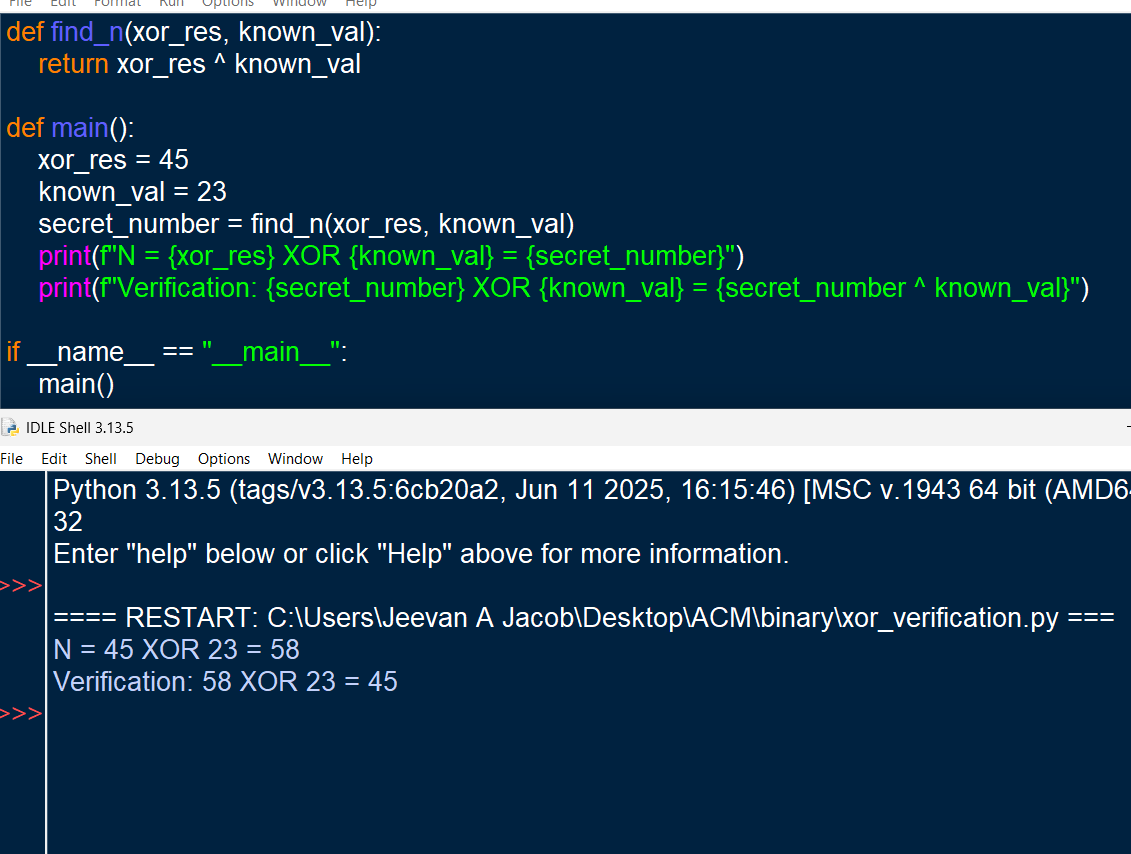 File Edit Format Run Options Window Help
def find_n(xor_res, known_val):
    return xor_res ^ known_val
def main():
    xor_res = 45
    known_val = 23
    secret_number = find_n(xor_res, known_val)
    print(f"N = {xor_res} XOR {known_val} = {secret_number}")
    print(f"Verification: {secret_number} XOR {known_val} = {secret_number ^ known_val}")
if __name__ == "__main__":
    main()
IDLE Shell 3.13.5
File Edit Shell Debug Options Window Help
Python 3.13.5 (tags/v3.13.5:6cb20a2, Jun 11 2025, 16:15:46) [MSC v.1943 64 bit (AMD64
32
Enter "help" below or click "Help" above for more information.
>>>
==== RESTART: C:\Users\Jeevan A Jacob\Desktop\ACM\binary\xor_verification.py ===
N = 45 XOR 23 = 58
Verification: 58 XOR 23 = 45
>>>